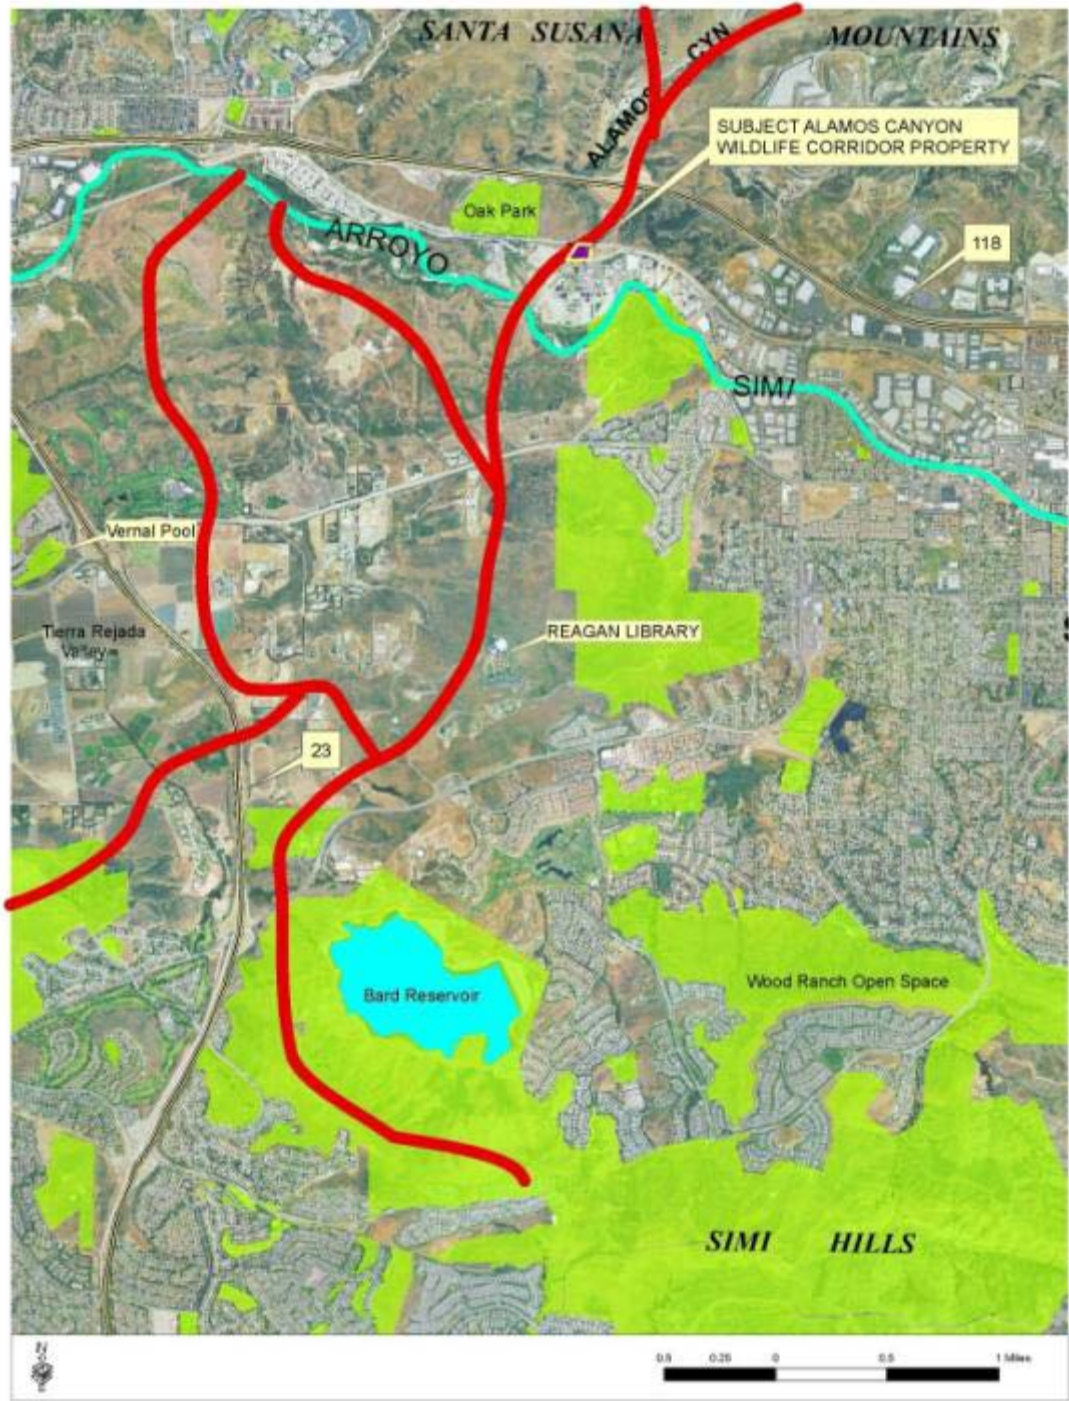 SANTA SUSANA MOUNTAINS
ALAMOS CYN
SUBJECT ALAMOS CANYON
WILDLIFE CORRIDOR PROPERTY
Oak Park
ARROYO
118
SIMI
Vernal Pool
Tierra Rejada
Valley
REAGAN LIBRARY
23
Bard Reservoir
Wood Ranch Open Space
SIMI HILLS
N
0.5 0.25 0 0.5 1 Miles